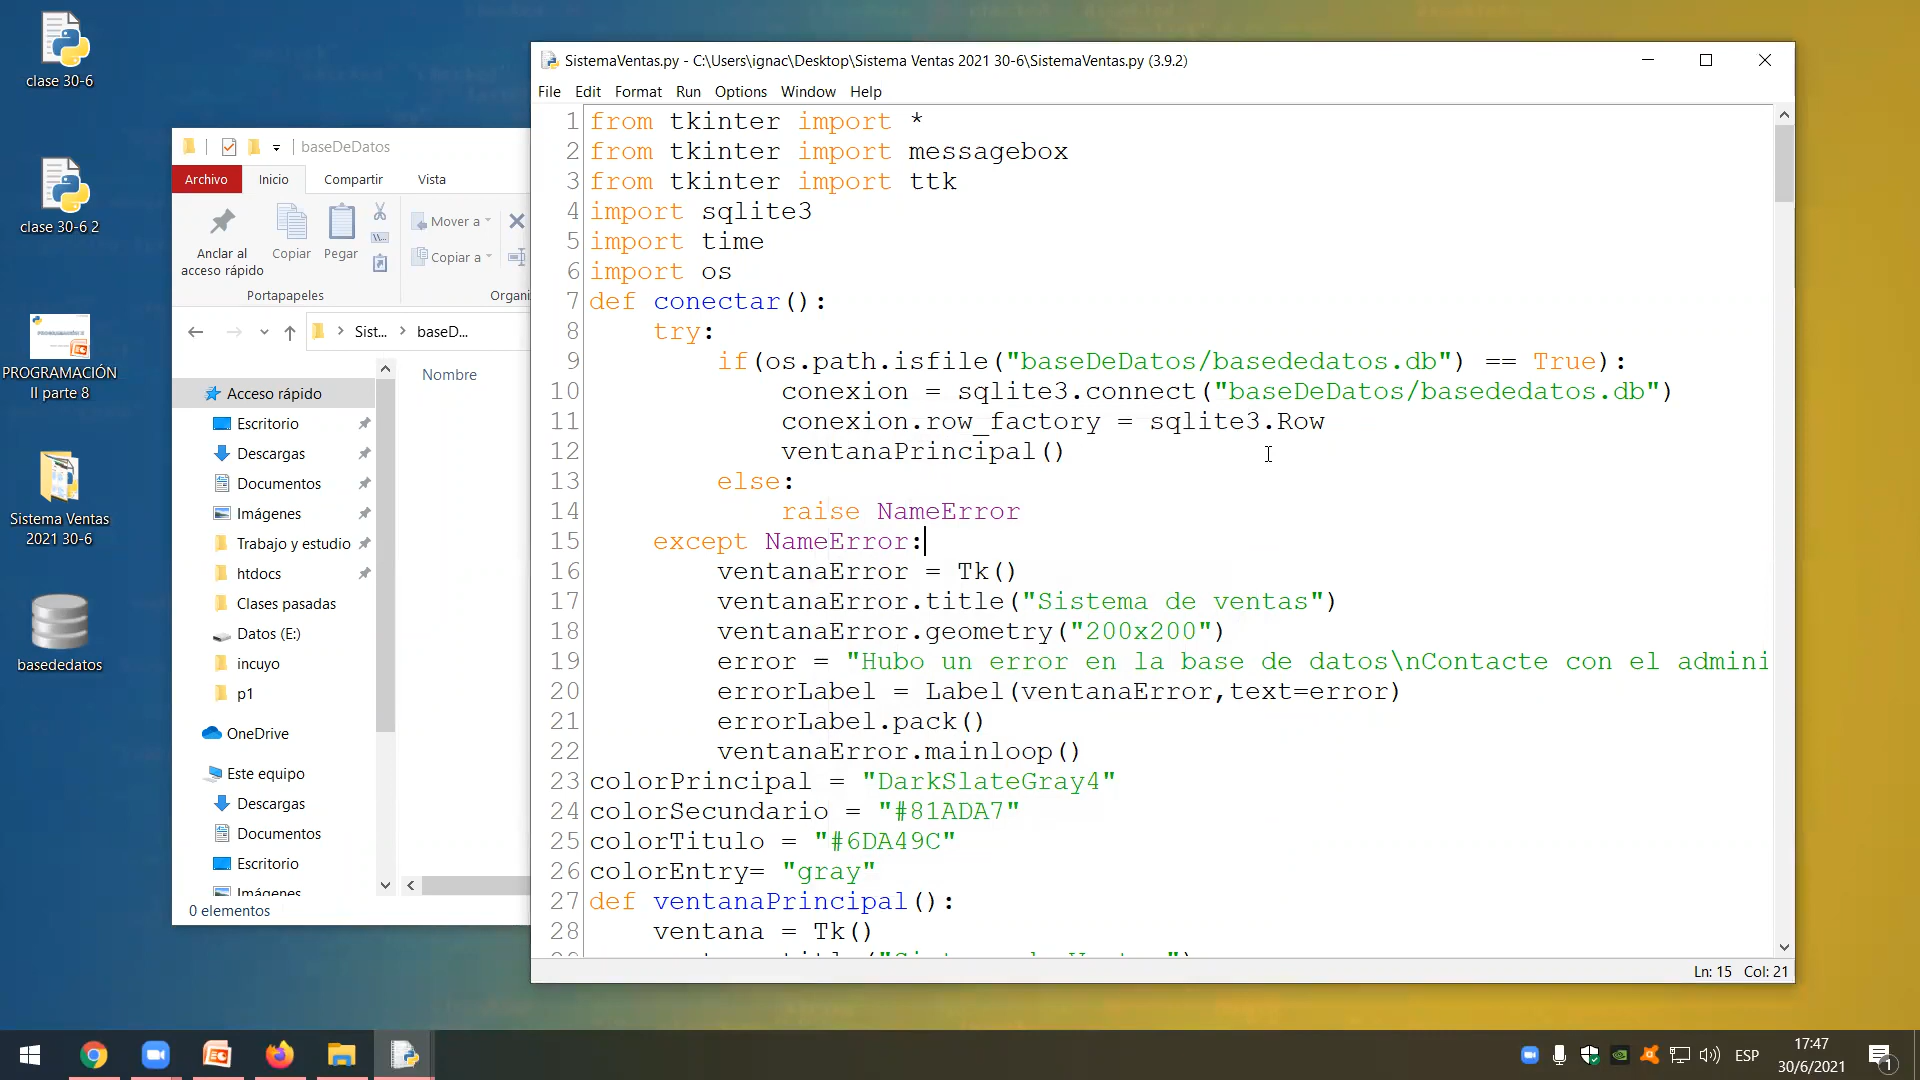 clase 30-6
clase 30-6 2
PROGRAMACIÓN
II parte 8
Sistema Ventas
2021 30-6
basededatos
baseDeDatos
Archivo
Inicio
Compartir
Vista
Anclar al
acceso rápido
Copiar
Pegar
Mover a
Copiar a
Portapapeles
Organi
Sist...
baseD...
Nombre
Acceso rápido
Escritorio
Descargas
Documentos
Imágenes
Trabajo y estudio
htdocs
Clases pasadas
Datos (E:)
incuyo
p1
OneDrive
Este equipo
Descargas
Documentos
Escritorio
Imágenes
0 elementos
SistemaVentas.py - C:\Users\ignac\Desktop\Sistema Ventas 2021 30-6\SistemaVentas.py (3.9.2)
File Edit Format Run Options Window Help
1 from tkinter import *
2 from tkinter import messagebox
3 from tkinter import ttk
4 import sqlite3
5 import time
6 import os
7 def conectar():
8     try:
9         if(os.path.isfile("baseDeDatos/basededatos.db") == True):
10             conexion = sqlite3.connect("baseDeDatos/basededatos.db")
11             conexion.row_factory = sqlite3.Row
12             ventanaPrincipal()
13         else:
14             raise NameError
15     except NameError:
16         ventanaError = Tk()
17         ventanaError.title("Sistema de ventas")
18         ventanaError.geometry("200x200")
19         error = "Hubo un error en la base de datos\nContacte con el admini
20         errorLabel = Label(ventanaError,text=error)
21         errorLabel.pack()
22         ventanaError.mainloop()
23 colorPrincipal = "DarkSlateGray4"
24 colorSecundario = "#81ADA7"
25 colorTitulo = "#6DA49C"
26 colorEntry= "gray"
27 def ventanaPrincipal():
28     ventana = Tk()
Ln: 15 Col: 21
ESP
17:47
30/6/2021
1